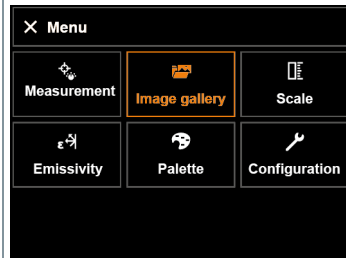 × Menu
Measurement
Image gallery
Scale
ε
Emissivity
Palette
Configuration